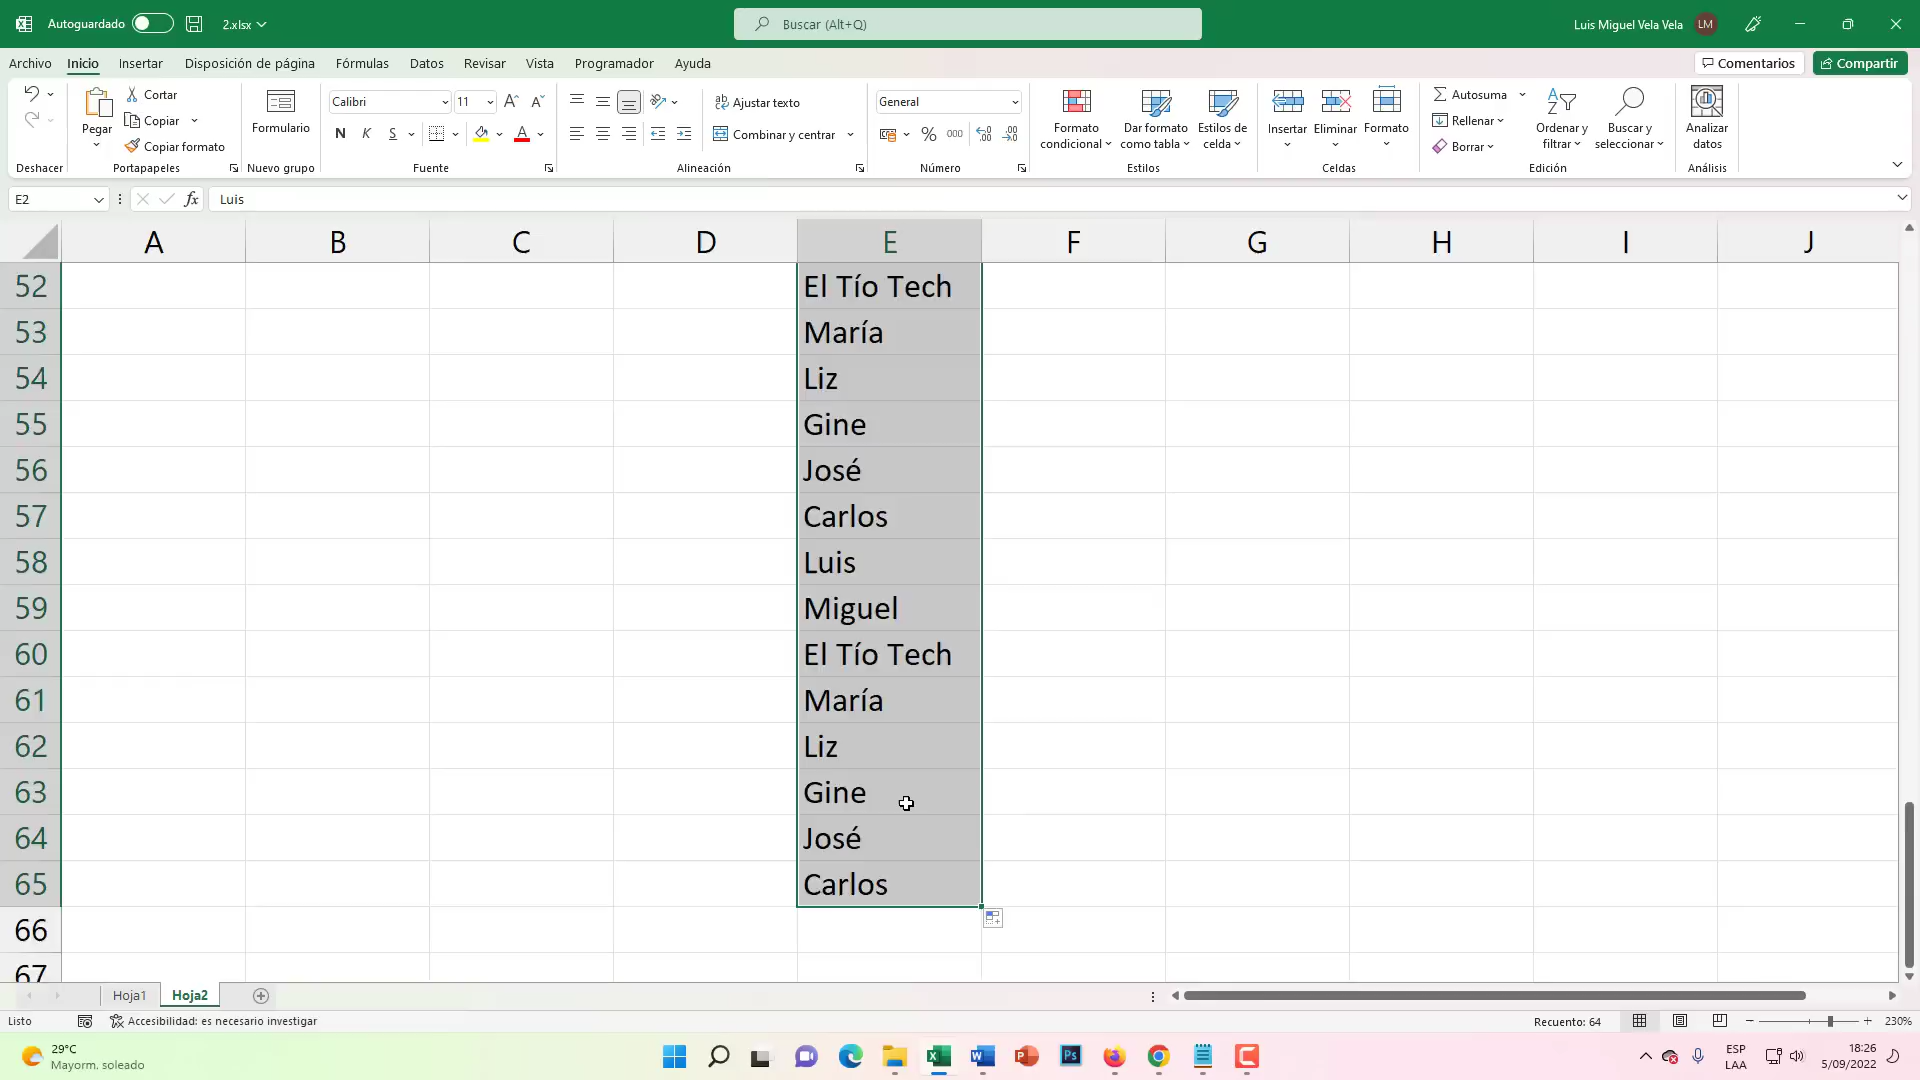 Autoguardado 2.xlsx Buscar (Alt+Q) Luis Miguel Vela Vela LM
Archivo Inicio Insertar Disposición de página Fórmulas Datos Revisar Vista Programador Ayuda Comentarios Compartir
Pegar
Cortar
Copiar
Copiar formato
Formulario
Calibri 11
N K S
Ajustar texto
Combinar y centrar
General
% 000
Formato condicional
Dar formato como tabla
Estilos de celda
Insertar
Eliminar
Formato
Autosuma
Rellenar
Borrar
Ordenar y filtrar
Buscar y seleccionar
Analizar datos
Deshacer Portapapeles Nuevo grupo Fuente Alineación Número Estilos Celdas Edición Análisis
E2 fx Luis
A B C D E F G H I J
52 El Tío Tech
53 María
54 Liz
55 Gine
56 José
57 Carlos
58 Luis
59 Miguel
60 El Tío Tech
61 María
62 Liz
63 Gine
64 José
65 Carlos
66
67
Hoja1 Hoja2
Listo Accesibilidad: es necesario investigar Recuento: 64 230%
29°C
Mayorm. soleado
ESP
LAA
18:26
5/09/2022